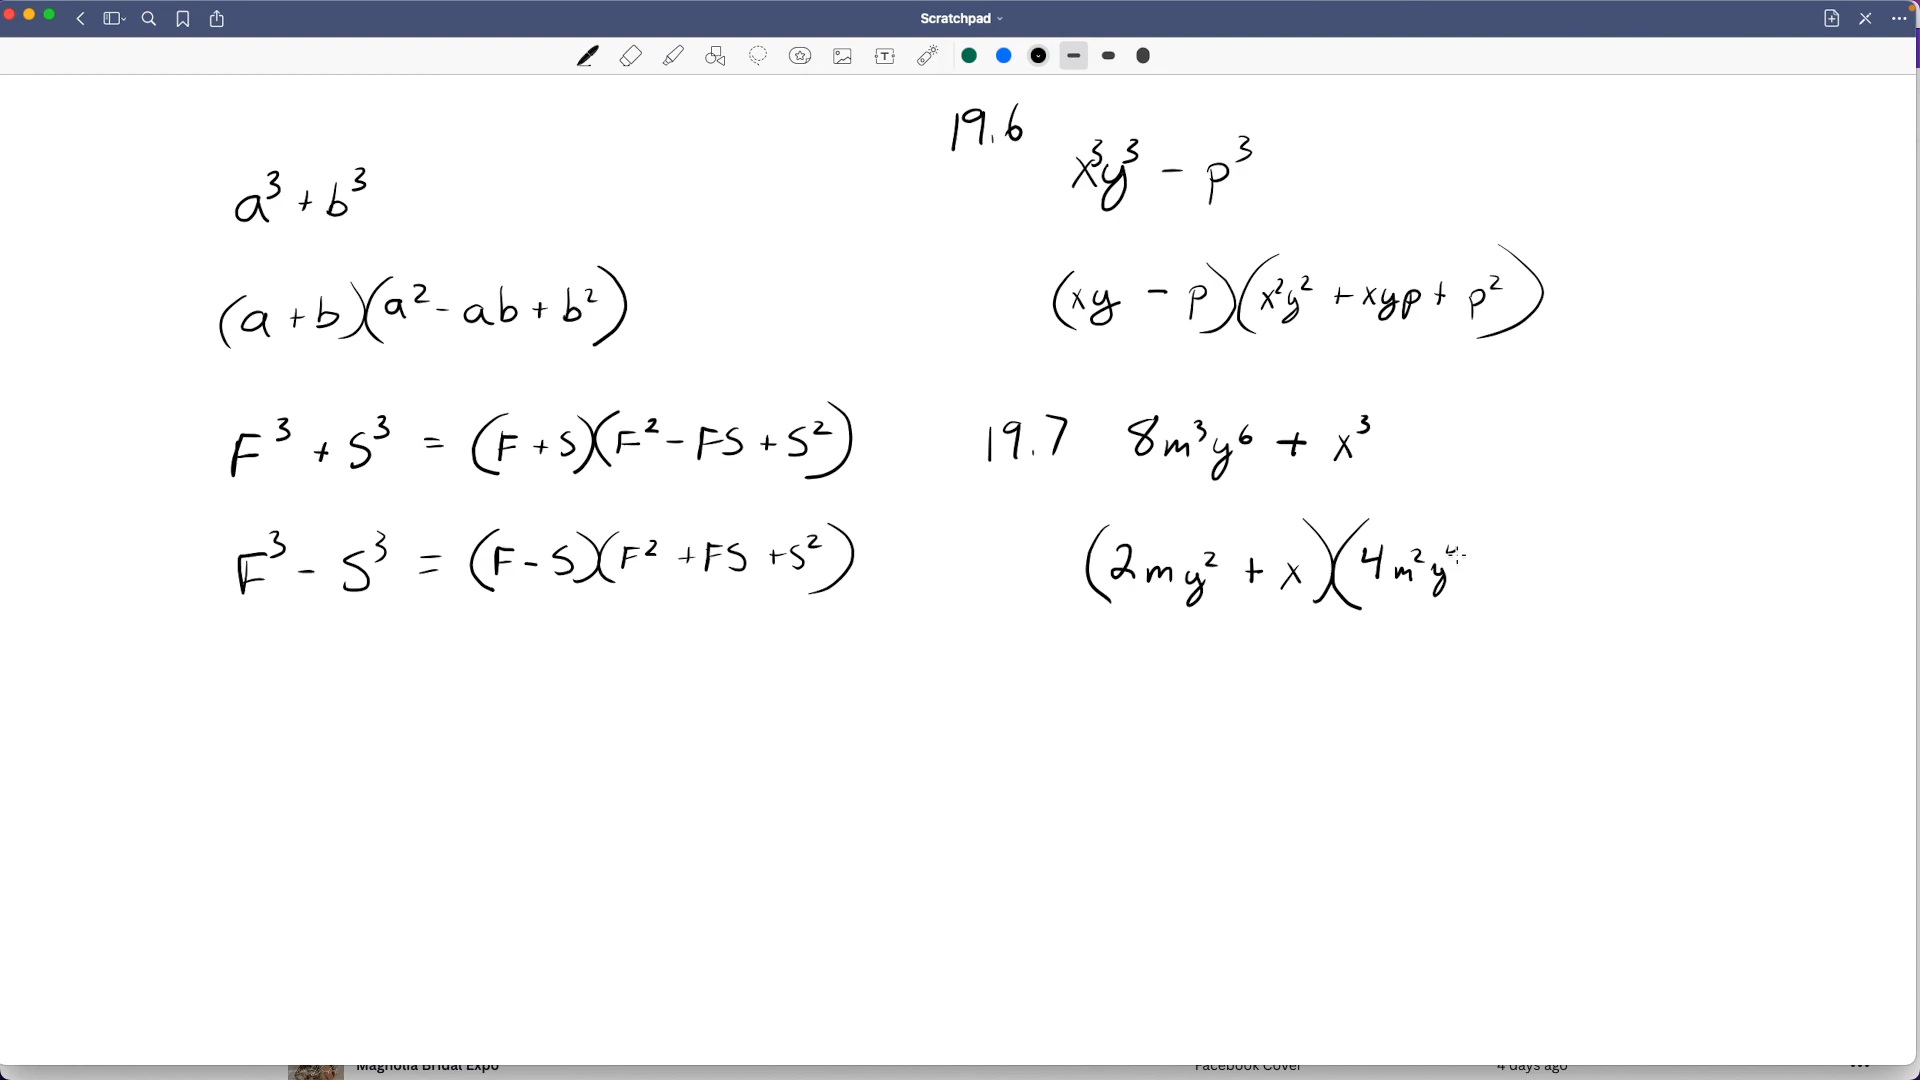 Scratchpad
a³ + b³
(a + b)(a² - ab + b²)
F³ + S³ = (F + S)(F² - FS + S²)
F³ - S³ = (F - S)(F² + FS + S²)
19.6
x³y³ - p³
(xy - p)(x²y² + xyp + p²)
19.7 8m³y⁶ + x³
(2my² + x)(4m²y⁴
Magnolia Bridal Expo
Facebook Cover
4 days ago